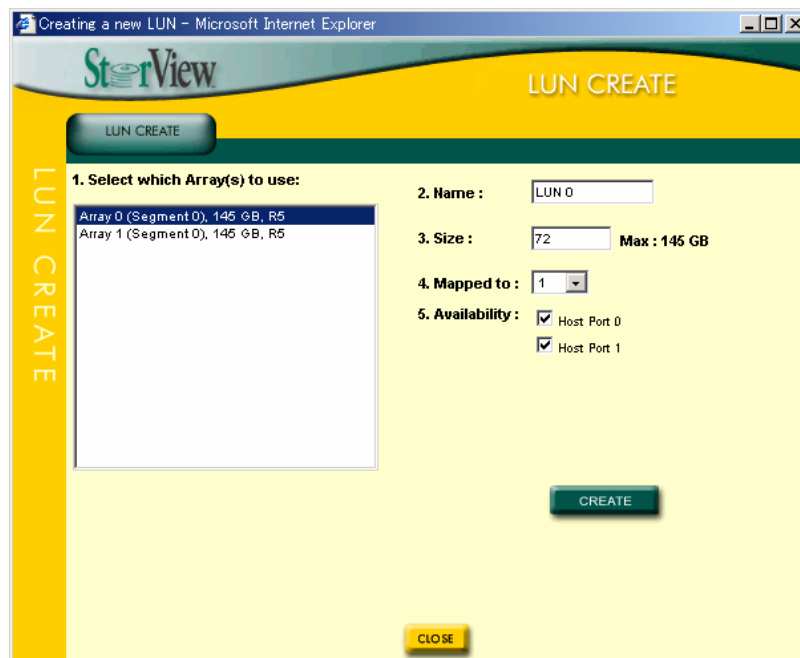 Creating a new LUN - Microsoft Internet Explorer
StorView
LUN CREATE
LUN CREATE
LUN CREATE
1. Select which Array(s) to use:
Array 0 (Segment 0), 145 GB, R5
Array 1 (Segment 0), 145 GB, R5
2. Name : LUN 0
3. Size : 72 Max : 145 GB
4. Mapped to : 1
5. Availability : Host Port 0
Host Port 1
CREATE
CLOSE